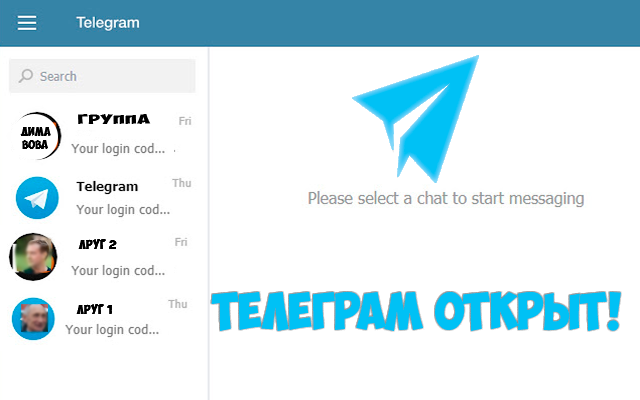 Telegram
Search
ГРУППА
Fri
ДИМА
ВОВА
Your login cod...
Telegram
Thu
Your login cod...
ДРУГ 2
Fri
Your login cod...
ДРУГ 1
Thu
Your login cod...
Please select a chat to start messaging
ТЕЛЕГРАМ ОТКРЫТ!